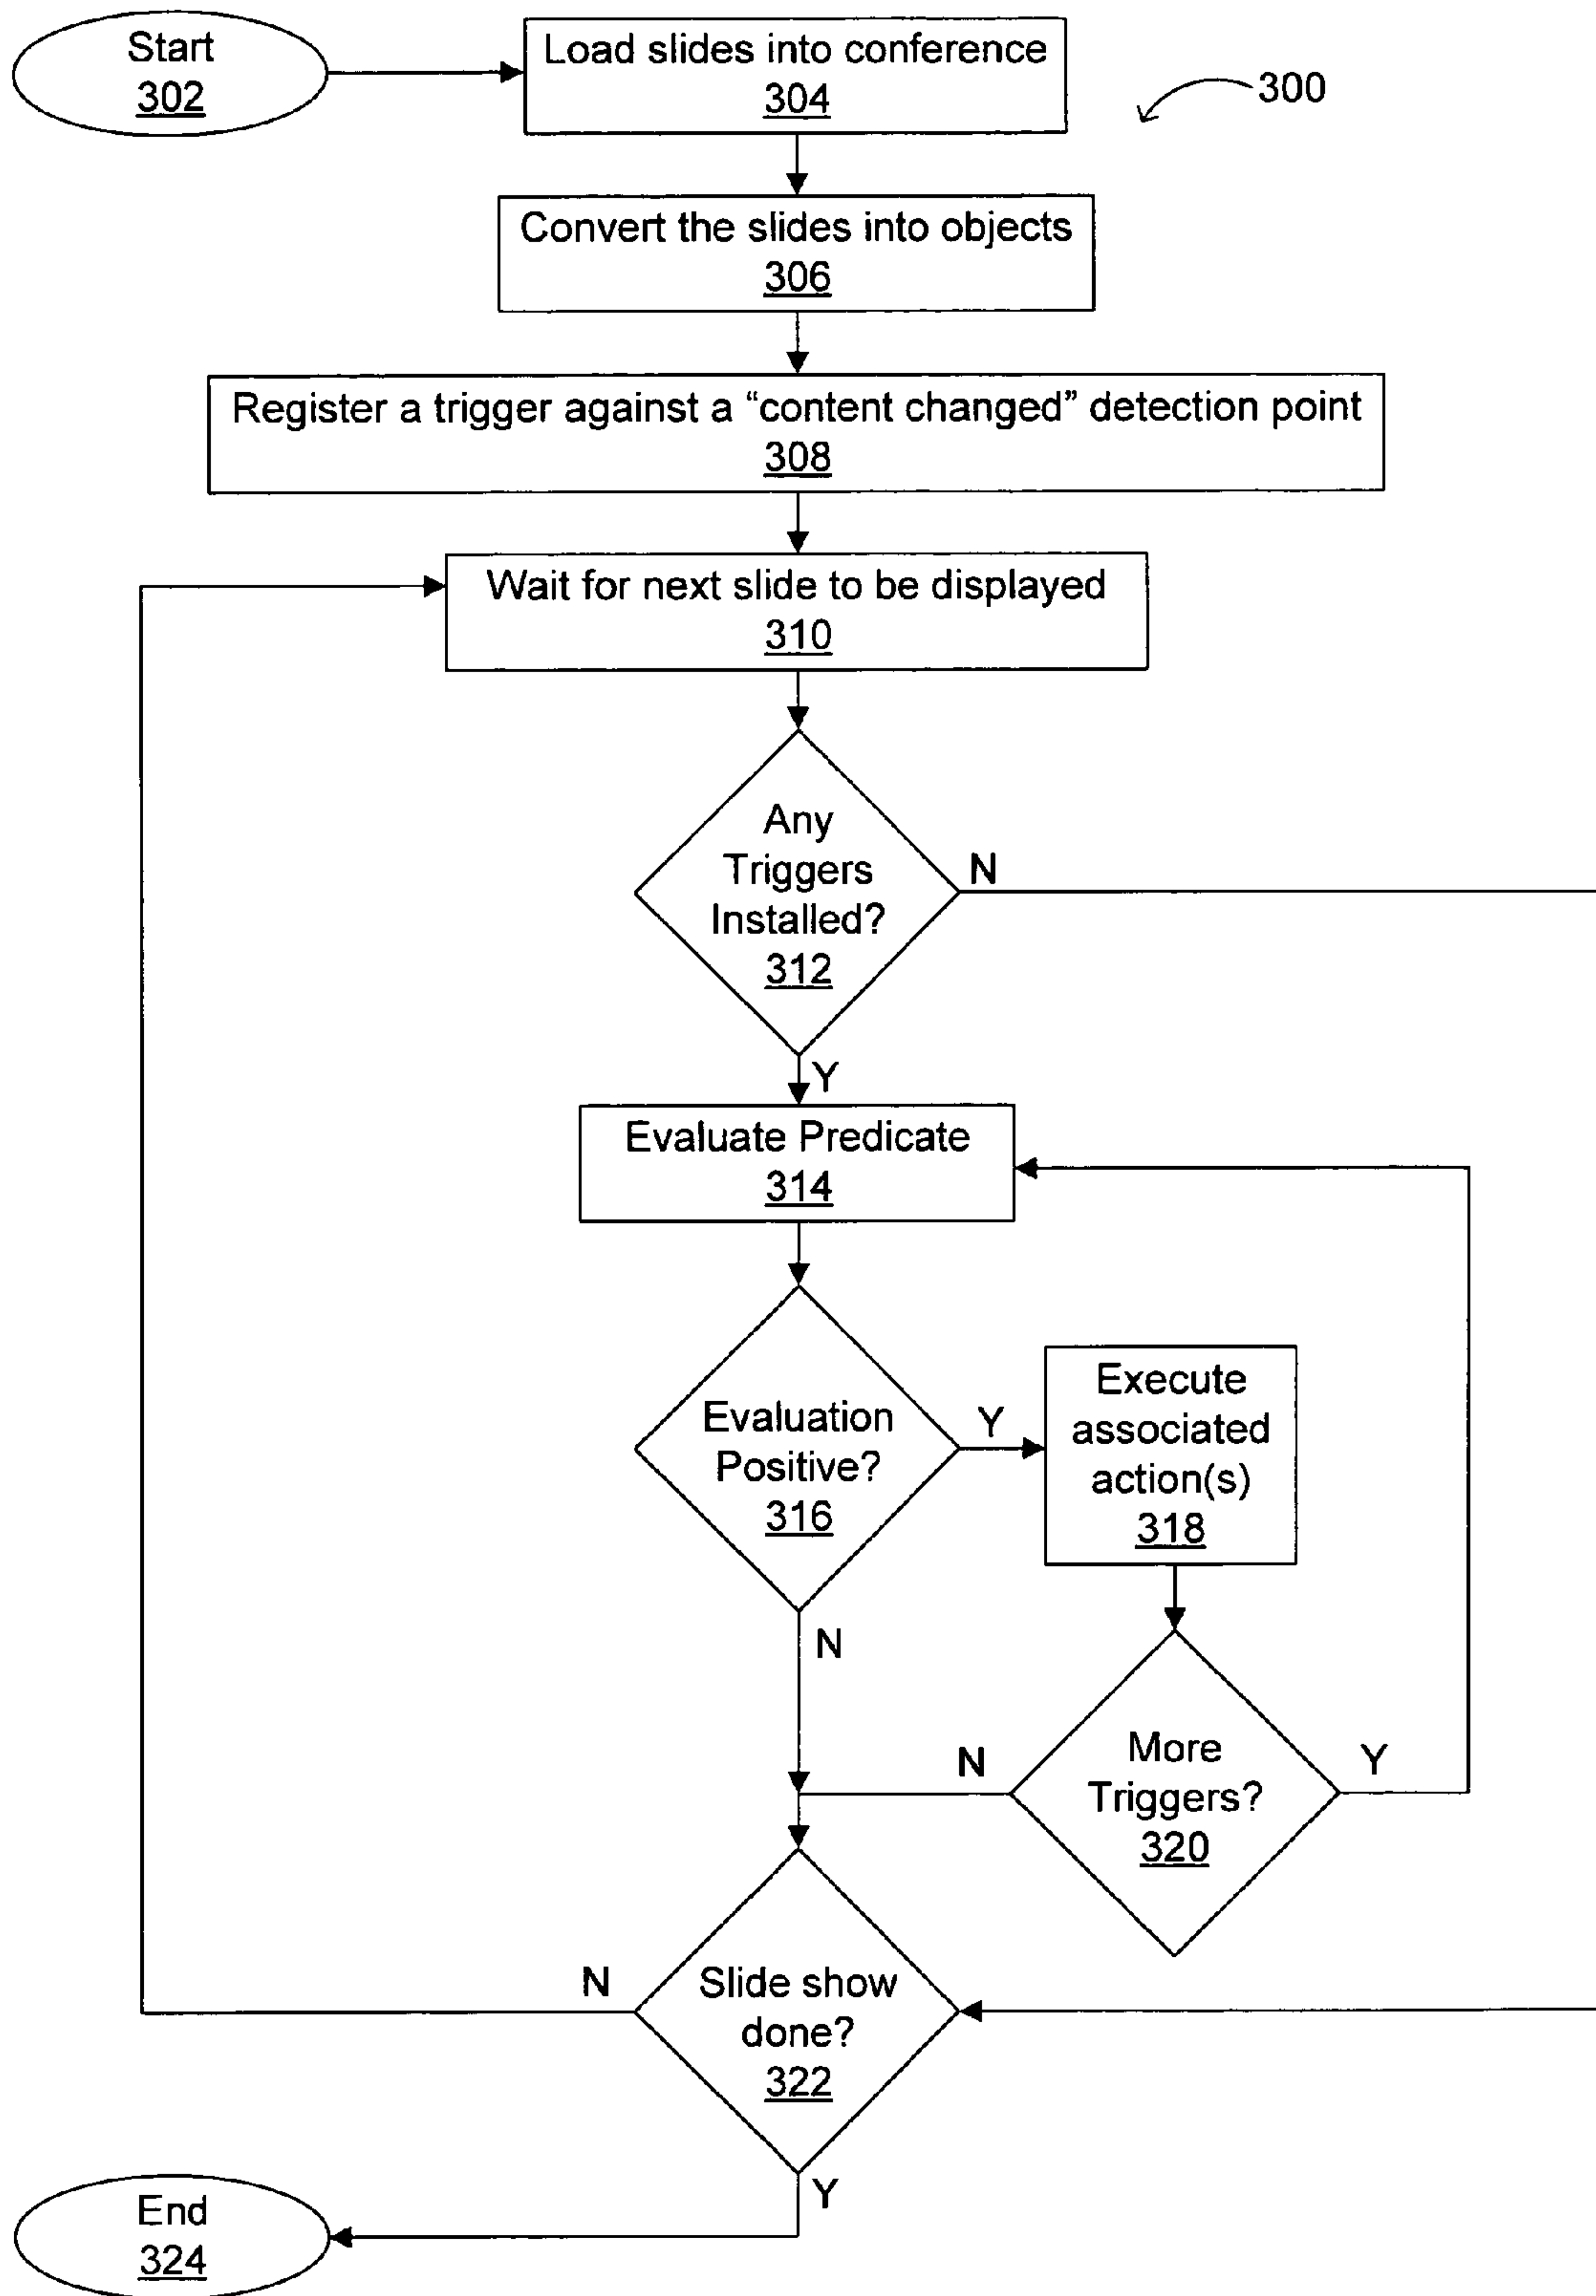 Start
302
Load slides into conference
304
300
Convert the slides into objects
306
Register a trigger against a “content changed” detection point
308
Wait for next slide to be displayed
310
Any
Triggers
Installed?
312
N
Y
Evaluate Predicate
314
Evaluation
Positive?
316
Y
Execute
associated
action(s)
318
N
More
Triggers?
320
N
Y
Slide show
done?
322
N
Y
End
324